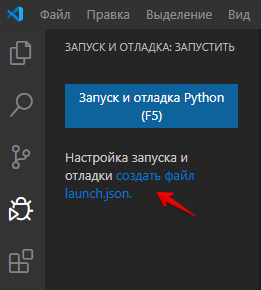 Файл Правка Выделение Вид
ЗАПУСК И ОТЛАДКА: ЗАПУСТИТЬ
Запуск и отладка Python
(F5)
Настройка запуска и
отладки создать файл
launch.json.